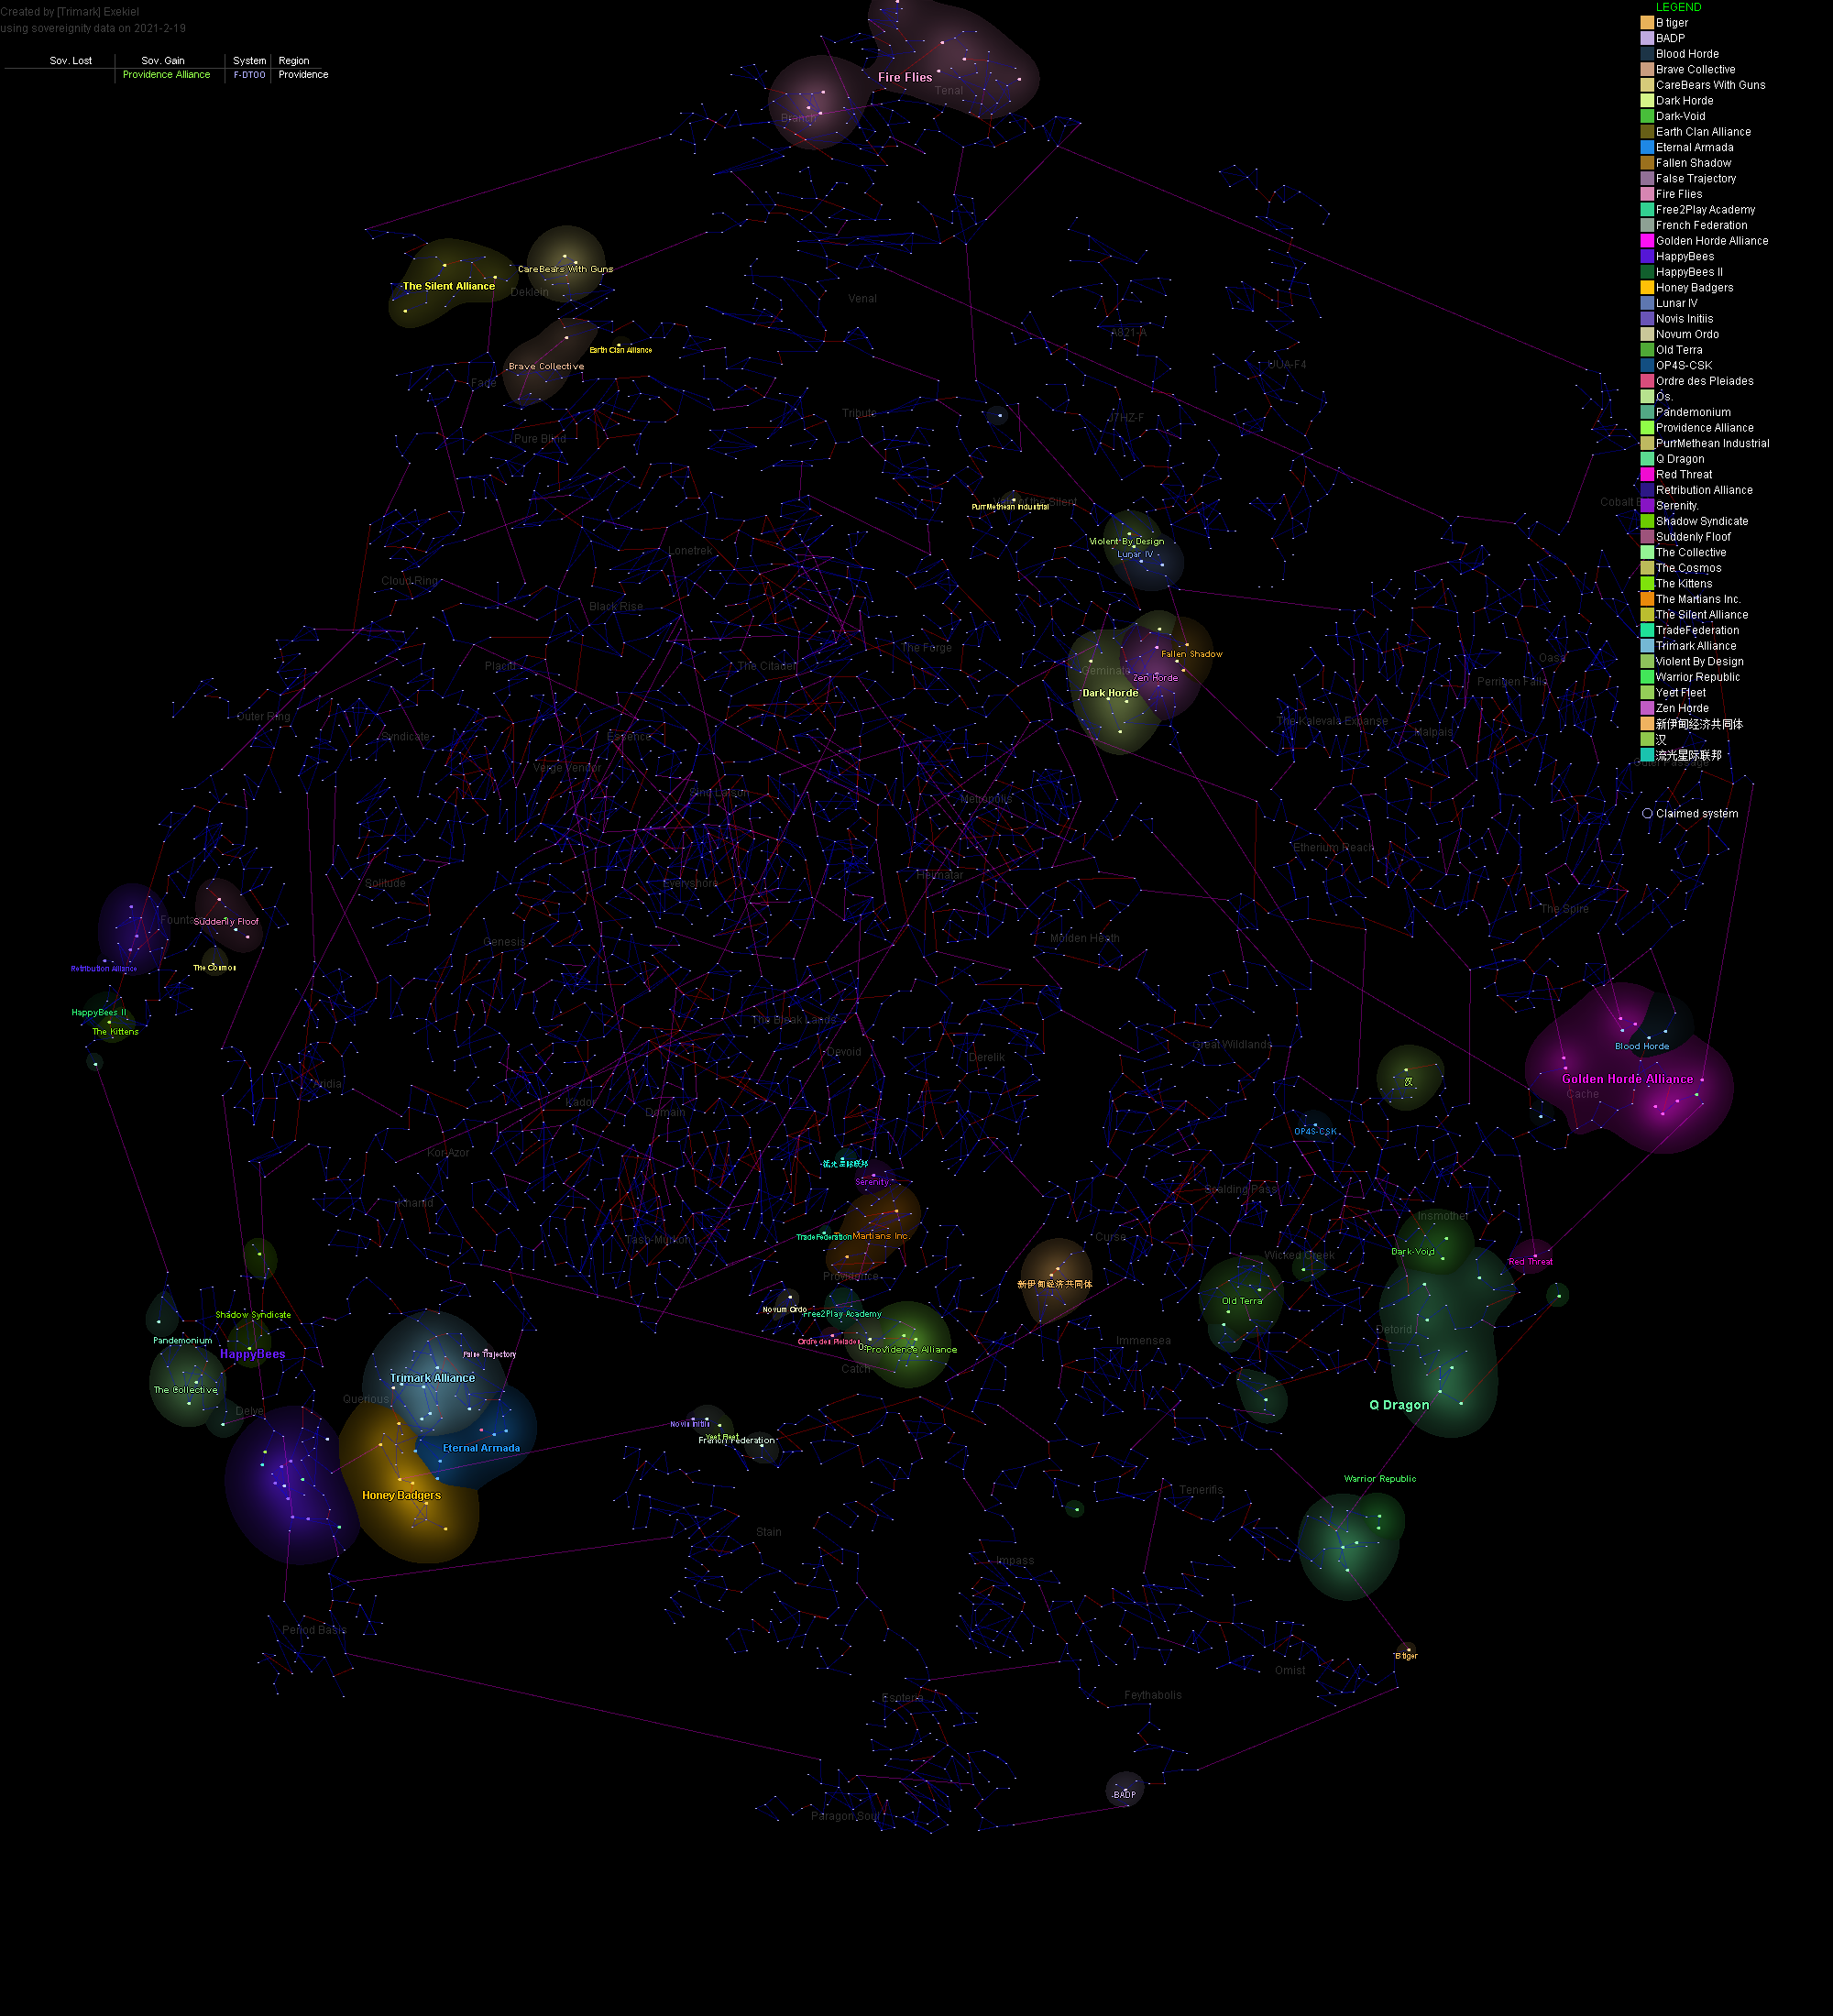 Created by [Trimark] Exekiel
using sovereignity data on 2021-2-19
Sov. Lost Sov. Gain System Region
Providence Alliance F-DTOO Providence
LEGEND
B tiger
BADP
Blood Horde
Brave Collective
CareBears With Guns
Dark Horde
Dark-Void
Earth Clan Alliance
Eternal Armada
Fallen Shadow
False Trajectory
Fire Flies
Free2Play Academy
French Federation
Golden Horde Alliance
HappyBees
HappyBees II
Honey Badgers
Lunar IV
Novis Initiis
Novum Ordo
Old Terra
OP4S-CSK
Ordre des Pleiades
Os.
Pandemonium
Providence Alliance
PurrMethean Industrial
Q Dragon
Red Threat
Retribution Alliance
Serenity.
Shadow Syndicate
Suddenly Floof
The Collective
The Cosmos
The Kittens
The Martians Inc.
The Silent Alliance
TradeFederation
Trimark Alliance
Violent By Design
Warrior Republic
Yeet Fleet
Zen Horde
新伊甸经济共同体
汉
流光星际联邦
Claimed system
Fire Flies
Tenal
Branch
CareBears With Guns
The Silent Alliance
Deklein
Venal
A821-A
Earth Clan Alliance
Brave Collective
UUA-F4
Fade
Tribute
J7HZ-F
Pure Blind
Vale of the Silent
PurrMethean Industrial
Cobalt
Violent By Design
Lonetrek
Lunar IV
Cloud Ring
Black Rise
The Forge
Fallen Shadow
Oasa
Placid
The Citadel
Geminate
Zen Horde
Perrigen Falls
Dark Horde
Outer Ring
The Kalevala Expanse
Malpais
Syndicate
Essence
Outer Passage
Verge Vendor
Sinq Laison
Metropolis
Etherium Reach
Solitude
Everyshore
Heimatar
The Spire
Fountain
Suddenly Floof
Genesis
Molden Heath
Retribution Alliance
The Cosmos
HappyBees II
The Bleak Lands
The Kittens
Great Wildlands
Blood Horde
Devoid
Derelik
Golden Horde Alliance
汉
Aridia
Cache
Kador
Domain
OP4S-CSK
Kor-Azor
流光星际联邦
Serenity.
Scalding Pass
Khanid
Insmother
TradeFederation
The Martians Inc.
Curse
Tash-Murkon
Dark-Void
Wicked Creek
Red Threat
Providence
新伊甸经济共同体
Old Terra
Novum Ordo
Free2Play Academy
Shadow Syndicate
Detorid
Pandemonium
Ordre des Pleiades
Immensea
Os.
Providence Alliance
HappyBees
False Trajectory
Catch
Trimark Alliance
The Collective
Querious
Q Dragon
Delve
Novis Initiis
Yeet Fleet
French Federation
Eternal Armada
Warrior Republic
Tenerifis
Honey Badgers
Stain
Impass
Period Basis
B tiger
Omist
Feythabolis
Esoteria
BADP
Paragon Soul